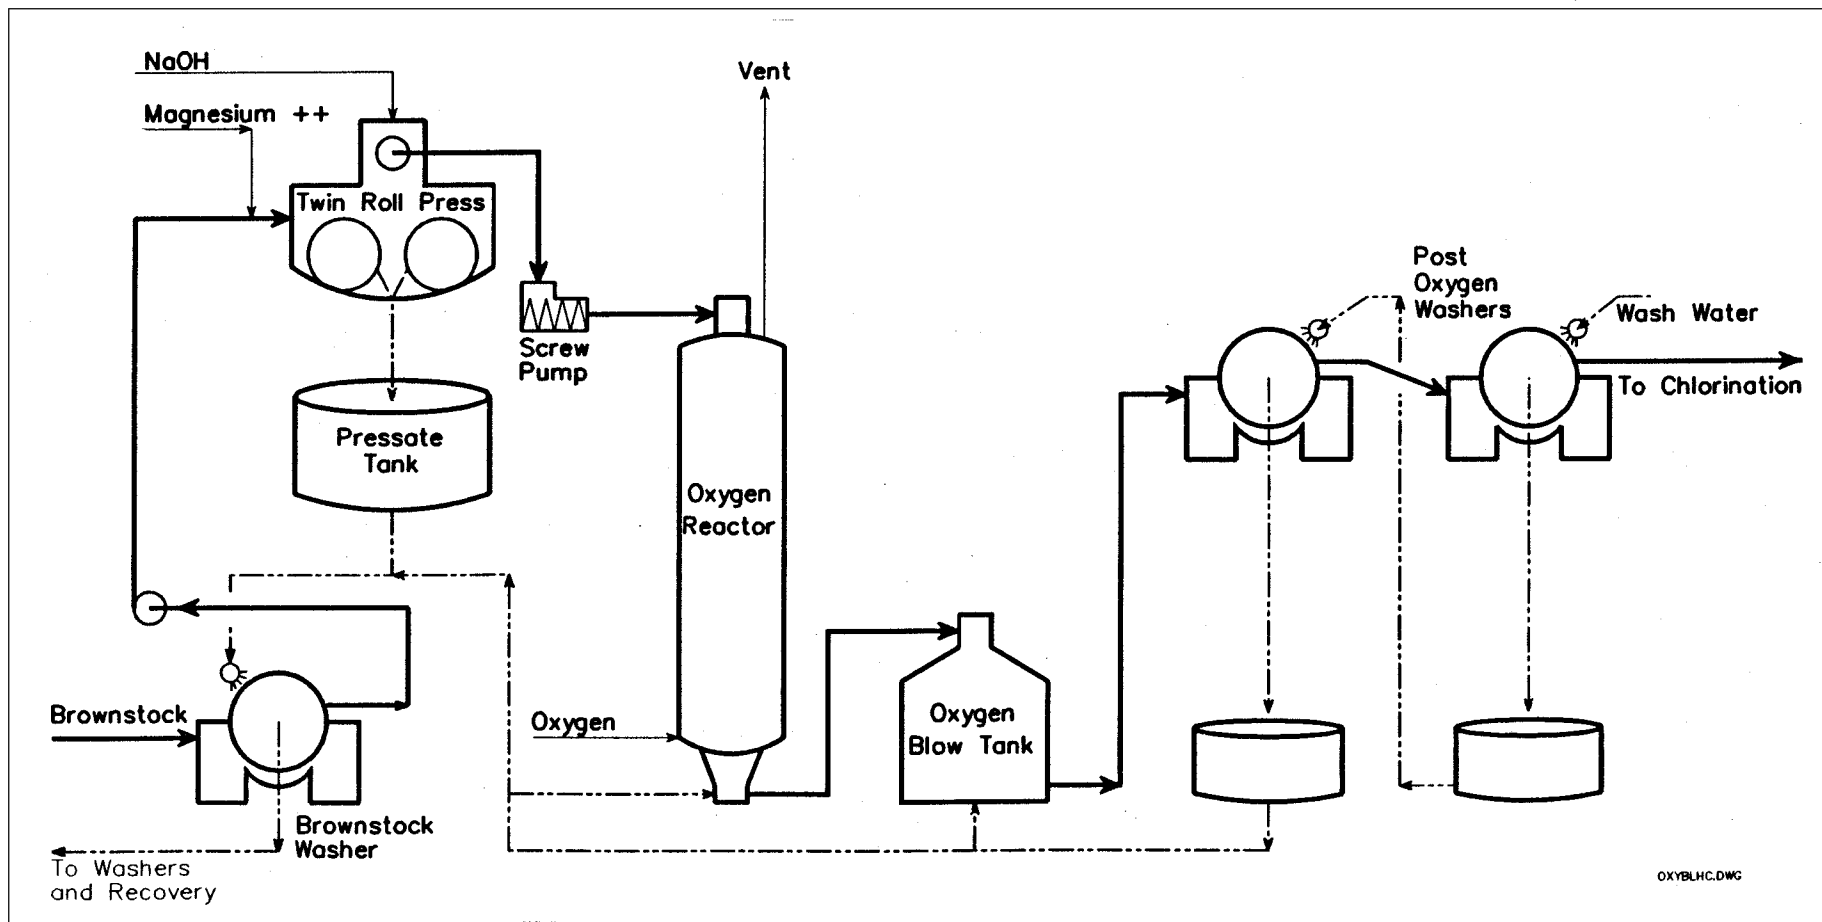 NaOH
Magnesium ++
Vent
Twin Roll Press
Screw
Pump
Pressate
Tank
Oxygen
Reactor
Post
Oxygen
Washers
Wash Water
To Chlorination
Brownstock
Oxygen
Oxygen
Blow Tank
Brownstock
Washer
To Washers
and Recovery
OXYBLHC.DWG